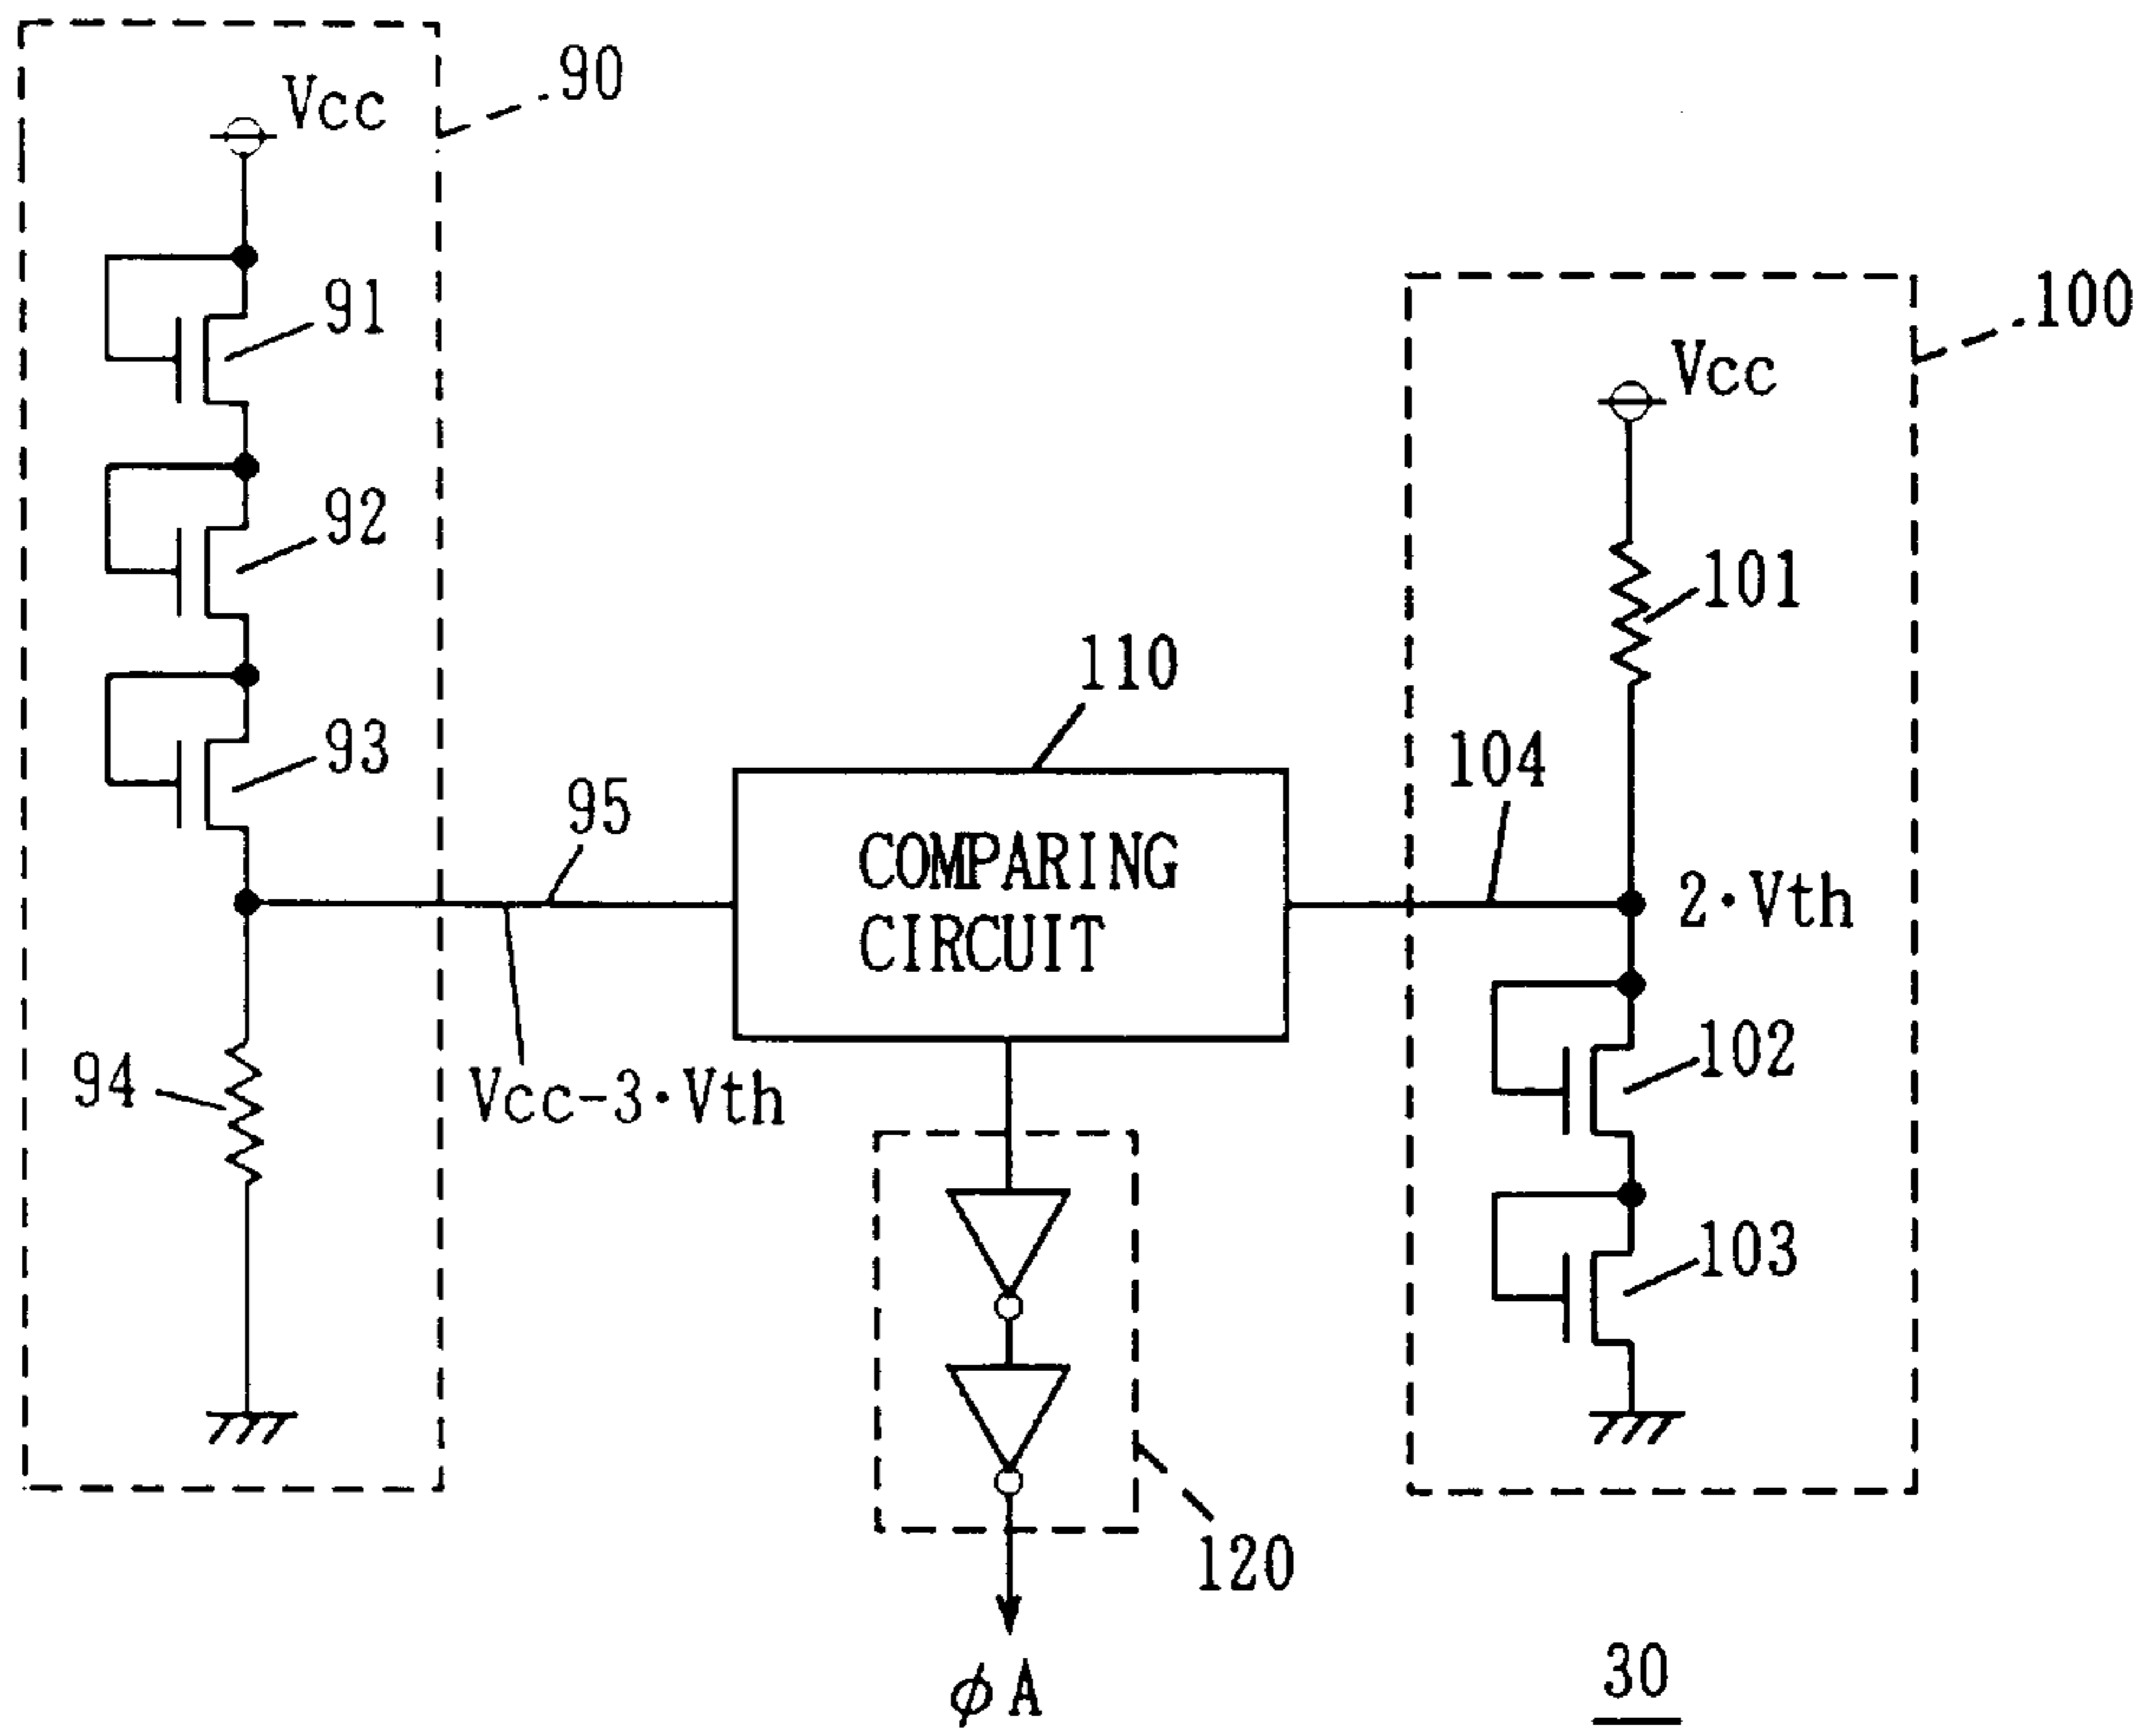 90
Vcc
91
100
Vcc
92
101
110
93
104
95
COMPARING
CIRCUIT
2·Vth
102
94
Vcc-3·Vth
103
120
30
φA